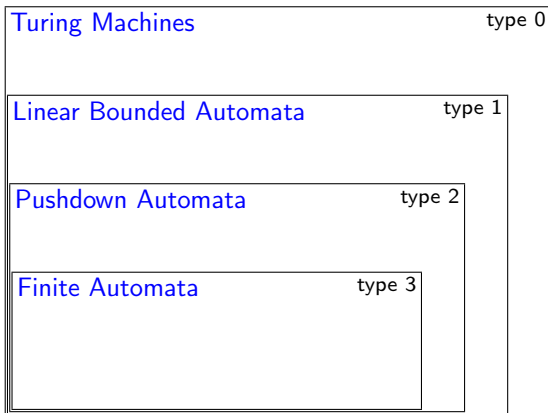 Turing Machines type 0
Linear Bounded Automata type 1
Pushdown Automata type 2
Finite Automata type 3